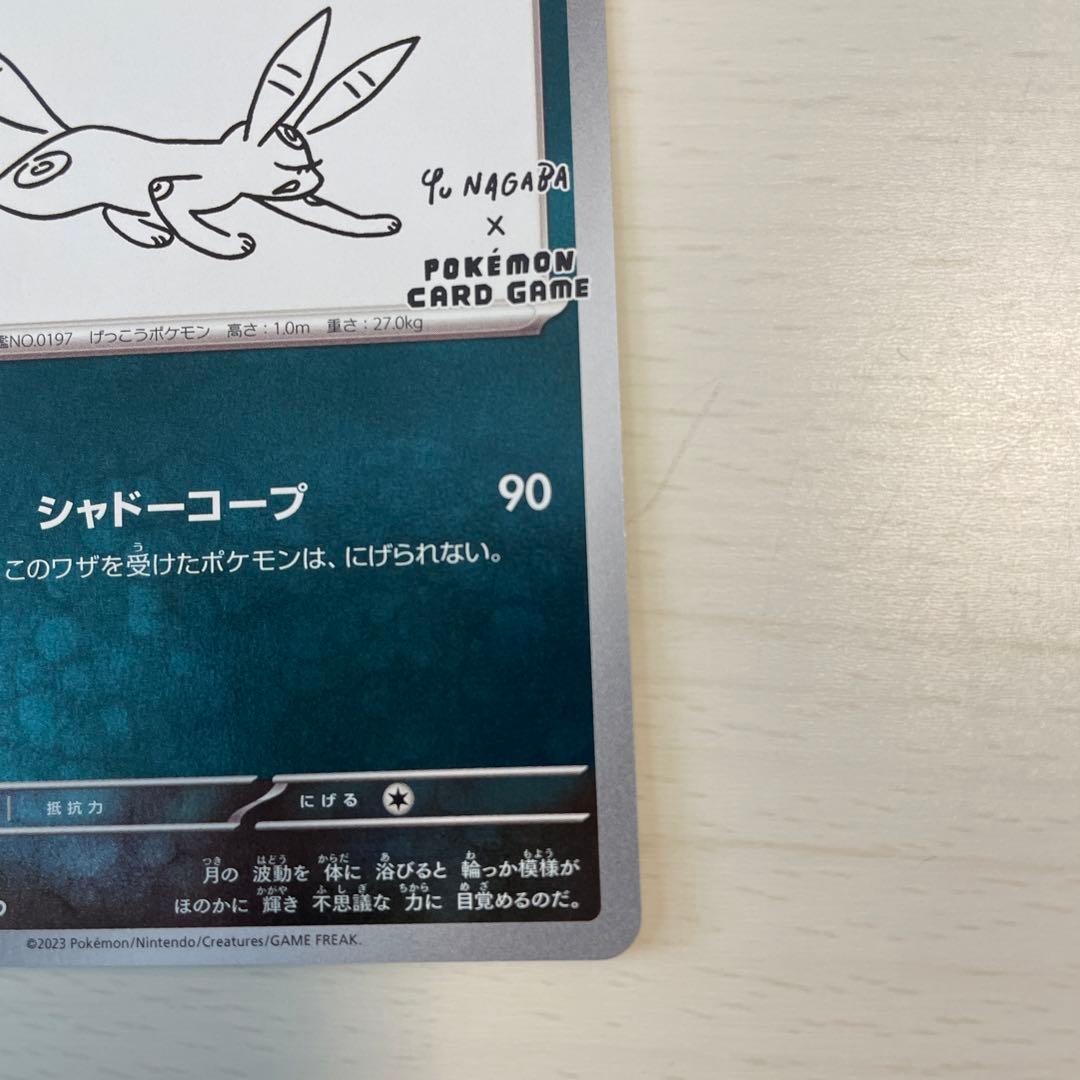 Yu NAGABA
×
POKÉMON
CARD GAME
NO.0197 げっこうポケモン 高さ：1.0m 重さ：27.0kg
シャドーコープ 90
このワザを受けたポケモンは、にげられない。
抵抗力 にげる
月の波動を体に浴びると輪っか模様が
ほのかに輝き不思議な力に目覚めるのだ。
©2023 Pokémon/Nintendo/Creatures/GAME FREAK.